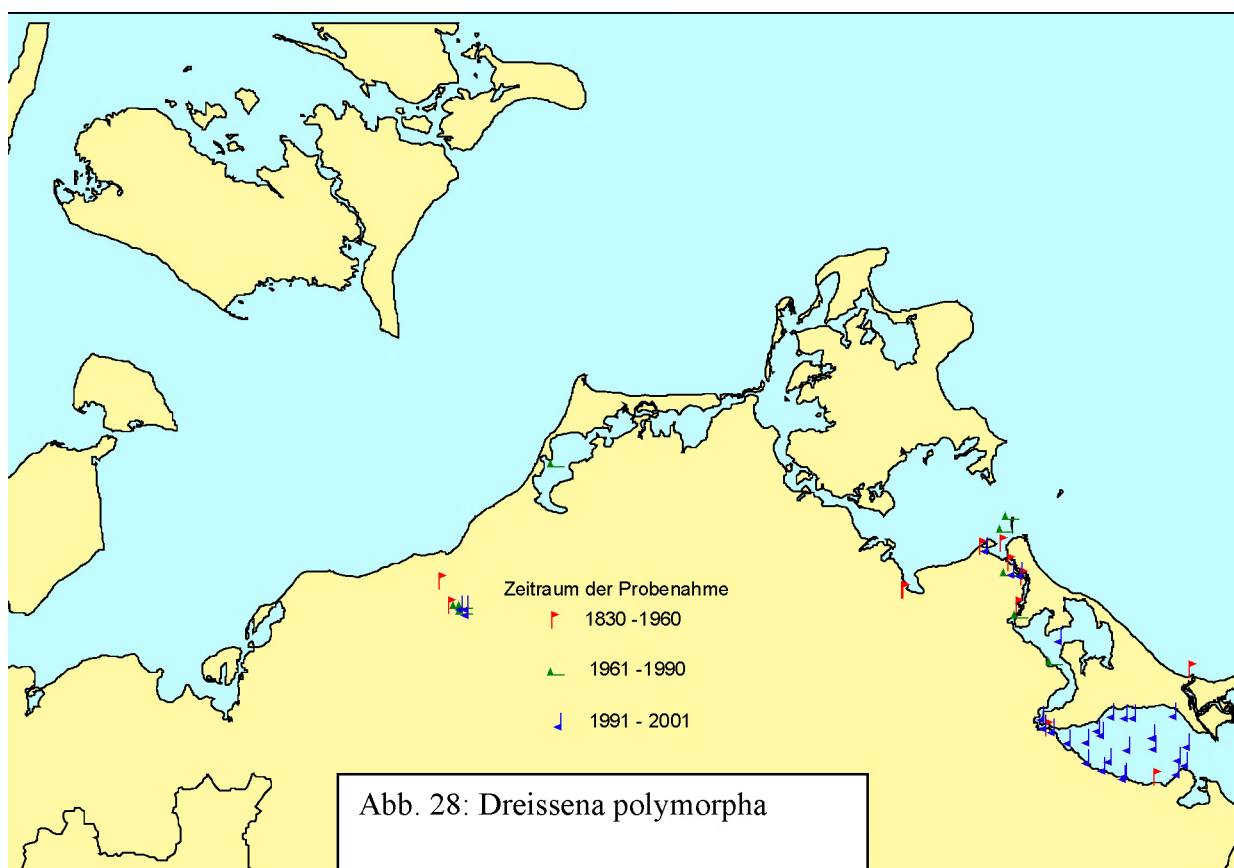 Zeitraum der Probenahme
1830 -1960
1961 -1990
1991 - 2001
Abb. 28: Dreissena polymorpha